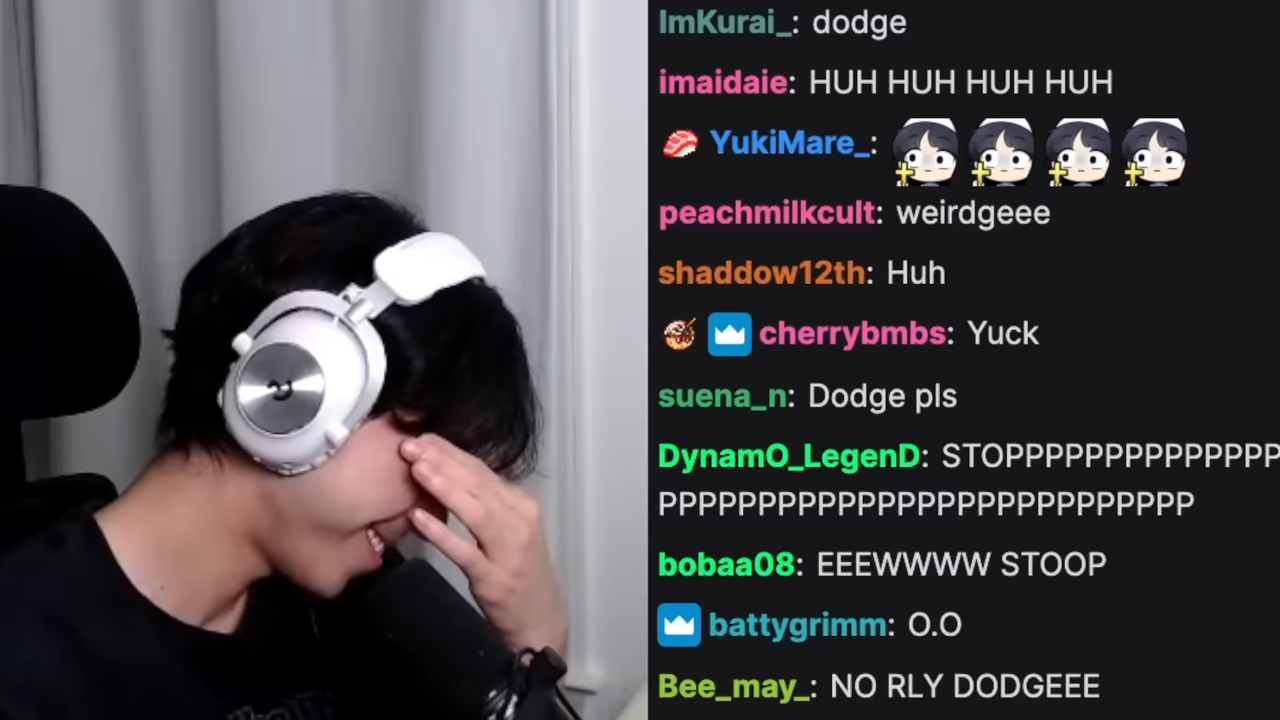 ImKurai_: dodge
imaidaie: HUH HUH HUH HUH
YukiMare_:
peachmilkcult: weirdgeee
shaddow12th: Huh
cherrybmbs: Yuck
suena_n: Dodge pls
DynamO_LegenD: STOPPPPPPPPPPPPPP
PPPPPPPPPPPPPPPPPPPPPPPPPPP
bobaa08: EEEWWWW STOOP
battygrimm: O.O
Bee_may_: NO RLY DODGEEE